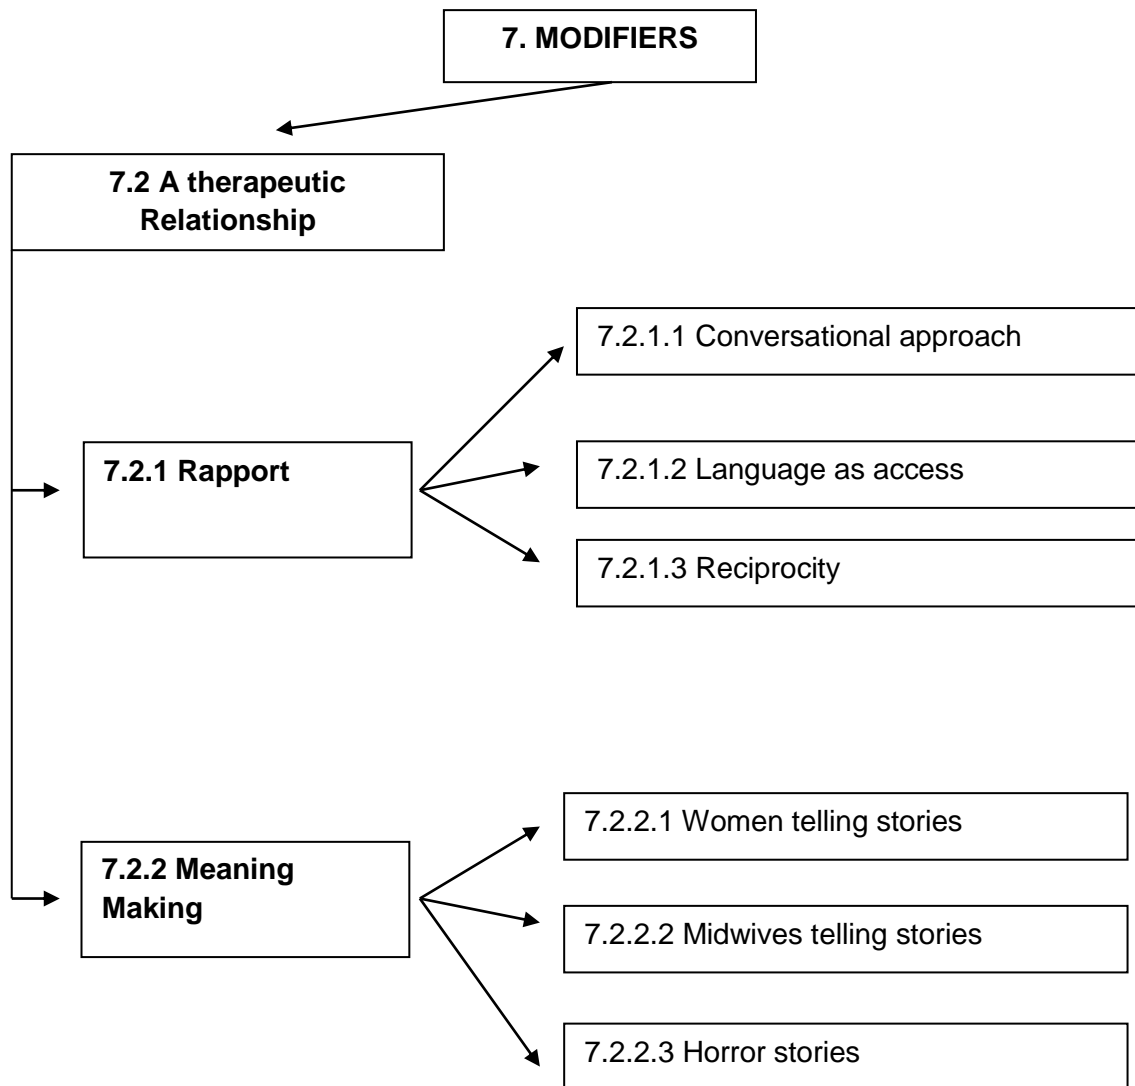 7. MODIFIERS
7.2 A therapeutic
Relationship
7.2.1.1 Conversational approach
7.2.1 Rapport
7.2.1.2 Language as access
7.2.1.3 Reciprocity
7.2.2.1 Women telling stories
7.2.2 Meaning
Making
7.2.2.2 Midwives telling stories
7.2.2.3 Horror stories